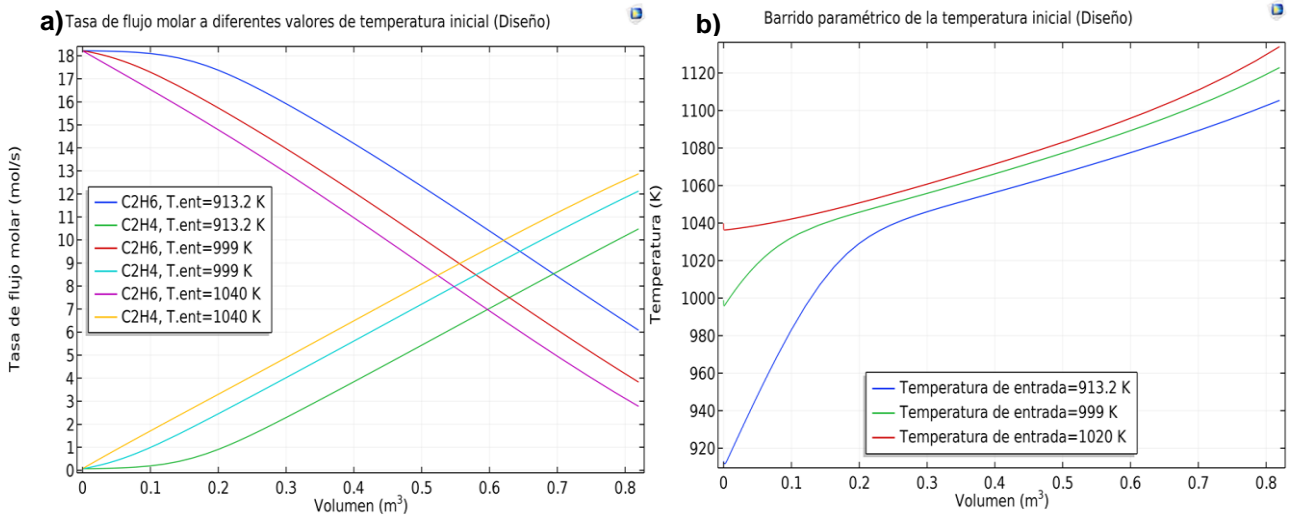 a) Tasa de flujo molar a diferentes valores de temperatura inicial (Diseño)
18
17
16
15
14
13
12
11
10
9
8
7
6
5
4
3
2
1
0
Tasa de flujo molar (mol/s)
C2H6, T.ent=913.2 K
C2H4, T.ent=913.2 K
C2H6, T.ent=999 K
C2H4, T.ent=999 K
C2H6, T.ent=1040 K
C2H4, T.ent=1040 K
0 0.1 0.2 0.3 0.4 0.5 0.6 0.7 0.8
Volumen (m³)
b) Barrido paramétrico de la temperatura inicial (Diseño)
1120
1100
1080
1060
1040
1020
1000
980
960
940
920
Temperatura (K)
Temperatura de entrada=913.2 K
Temperatura de entrada=999 K
Temperatura de entrada=1020 K
0 0.1 0.2 0.3 0.4 0.5 0.6 0.7 0.8
Volumen (m³)